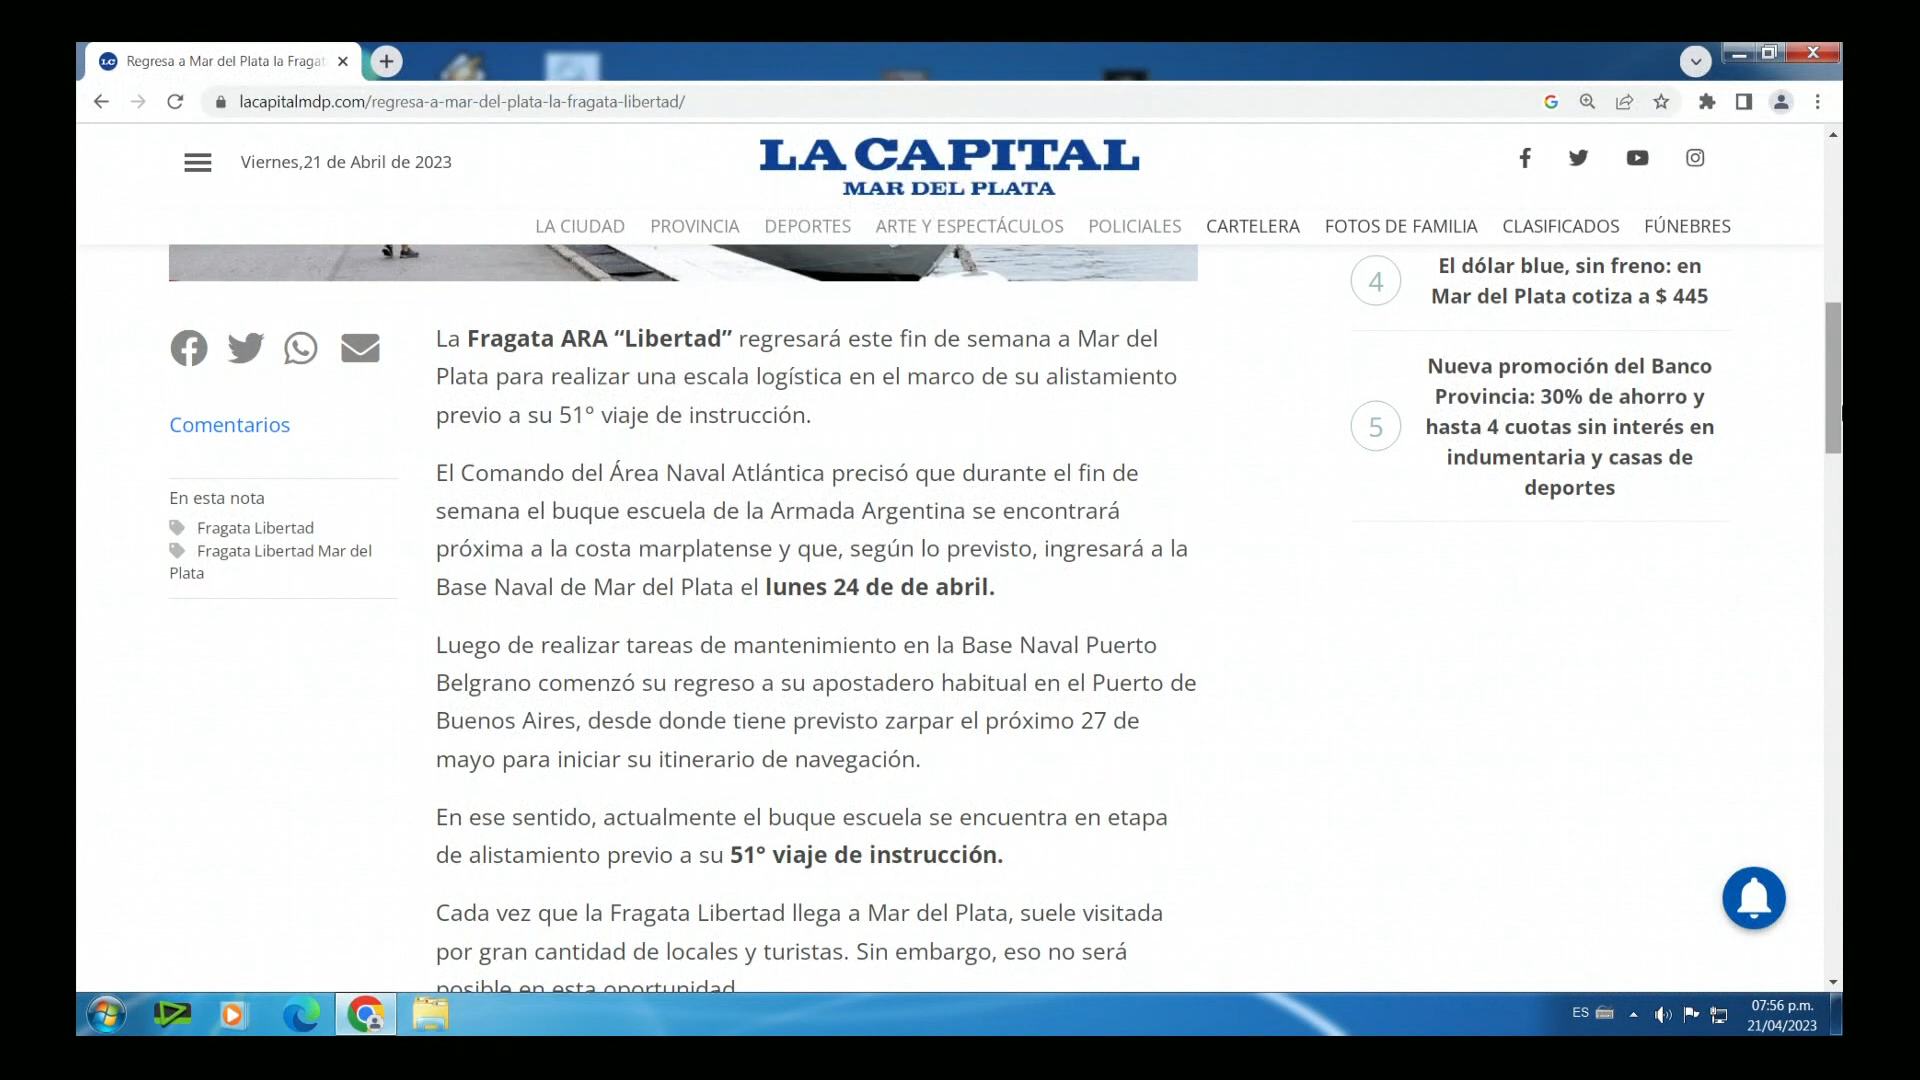 Regresa a Mar del Plata la Fragat
lacapitalmdp.com/regresa-a-mar-del-plata-la-fragata-libertad/
Viernes,21 de Abril de 2023
LA CAPITAL
MAR DEL PLATA
LA CIUDAD PROVINCIA DEPORTES ARTE Y ESPECTÁCULOS POLICIALES CARTELERA FOTOS DE FAMILIA CLASIFICADOS FÚNEBRES
Comentarios
En esta nota
Fragata Libertad
Fragata Libertad Mar del
Plata
La Fragata ARA “Libertad” regresará este fin de semana a Mar del
Plata para realizar una escala logística en el marco de su alistamiento
previo a su 51º viaje de instrucción.
El Comando del Área Naval Atlántica precisó que durante el fin de
semana el buque escuela de la Armada Argentina se encontrará
próxima a la costa marplatense y que, según lo previsto, ingresará a la
Base Naval de Mar del Plata el lunes 24 de de abril.
Luego de realizar tareas de mantenimiento en la Base Naval Puerto
Belgrano comenzó su regreso a su apostadero habitual en el Puerto de
Buenos Aires, desde donde tiene previsto zarpar el próximo 27 de
mayo para iniciar su itinerario de navegación.
En ese sentido, actualmente el buque escuela se encuentra en etapa
de alistamiento previo a su 51° viaje de instrucción.
Cada vez que la Fragata Libertad llega a Mar del Plata, suele visitada
por gran cantidad de locales y turistas. Sin embargo, eso no será
posible en esta oportunidad
4
El dólar blue, sin freno: en
Mar del Plata cotiza a $ 445
5
Nueva promoción del Banco
Provincia: 30% de ahorro y
hasta 4 cuotas sin interés en
indumentaria y casas de
deportes
ES
07:56 p.m.
21/04/2023